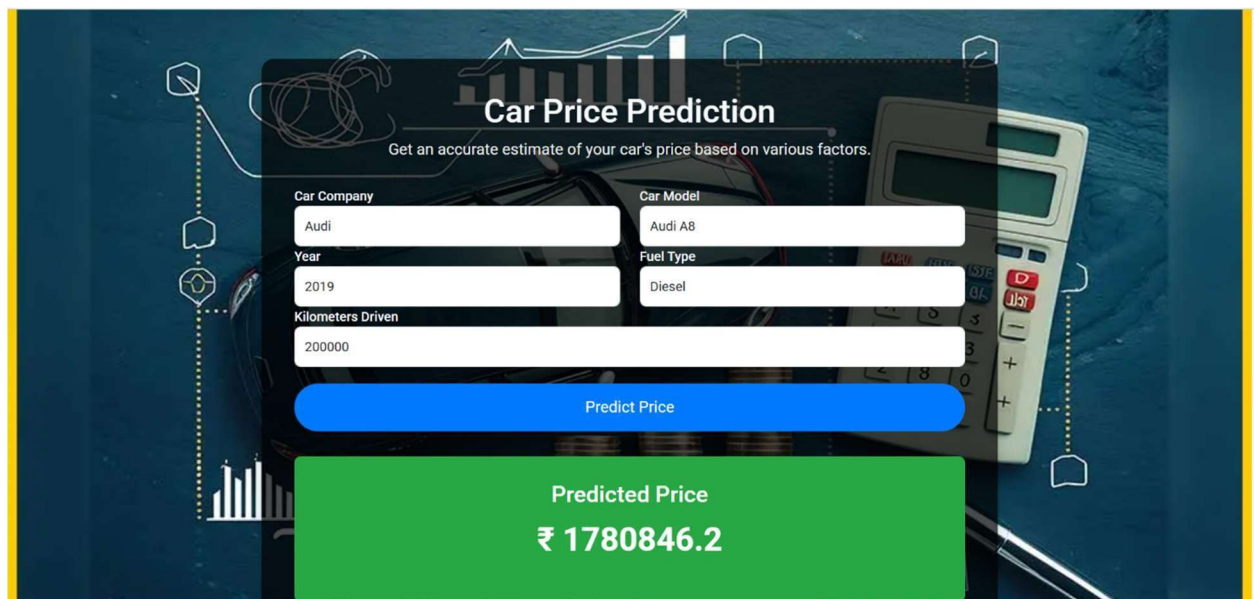 Car Price Prediction
Get an accurate estimate of your car's price based on various factors.
Car Company
Car Model
Audi
Audi A8
Year
Fuel Type
2019
Diesel
Kilometers Driven
200000
Predict Price
Predicted Price
₹ 1780846.2